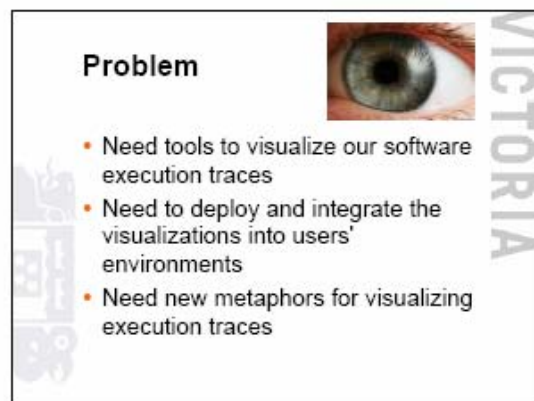 Problem
• Need tools to visualize our software
execution traces
• Need to deploy and integrate the
visualizations into users'
environments
• Need new metaphors for visualizing
execution traces
VICTORIA